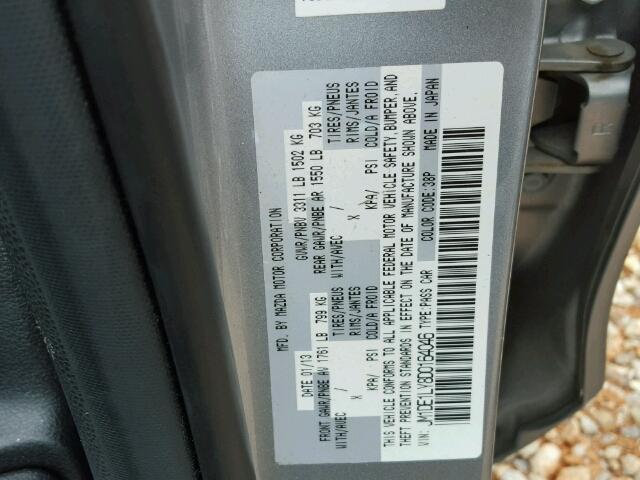 MFD. BY MAZDA MOTOR CORPORATION
DATE 01/13 GVWR/PNBV 3311 LB 1502 KG
FRONT GAWR/PNBE AV 1761 LB 799 KG REAR GAWR/PNBE AR 1550 LB 703 KG
WITH/AVEC TIRES/PNEUS WITH/AVEC TIRES/PNEUS
/ RIMS/JANTES / RIMS/JANTES
X X
KPA/ PSI COLD/A FROID KPA/ PSI COLD/A FROID
THIS VEHICLE CONFORMS TO ALL APPLICABLE FEDERAL MOTOR VEHICLE SAFETY, BUMPER, AND
THEFT PREVENTION STANDARDS IN EFFECT ON THE DATE OF MANUFACTURE SHOWN ABOVE.
VIN: TYPE:PASS CAR COLOR CODE:38P MADE IN JAPAN